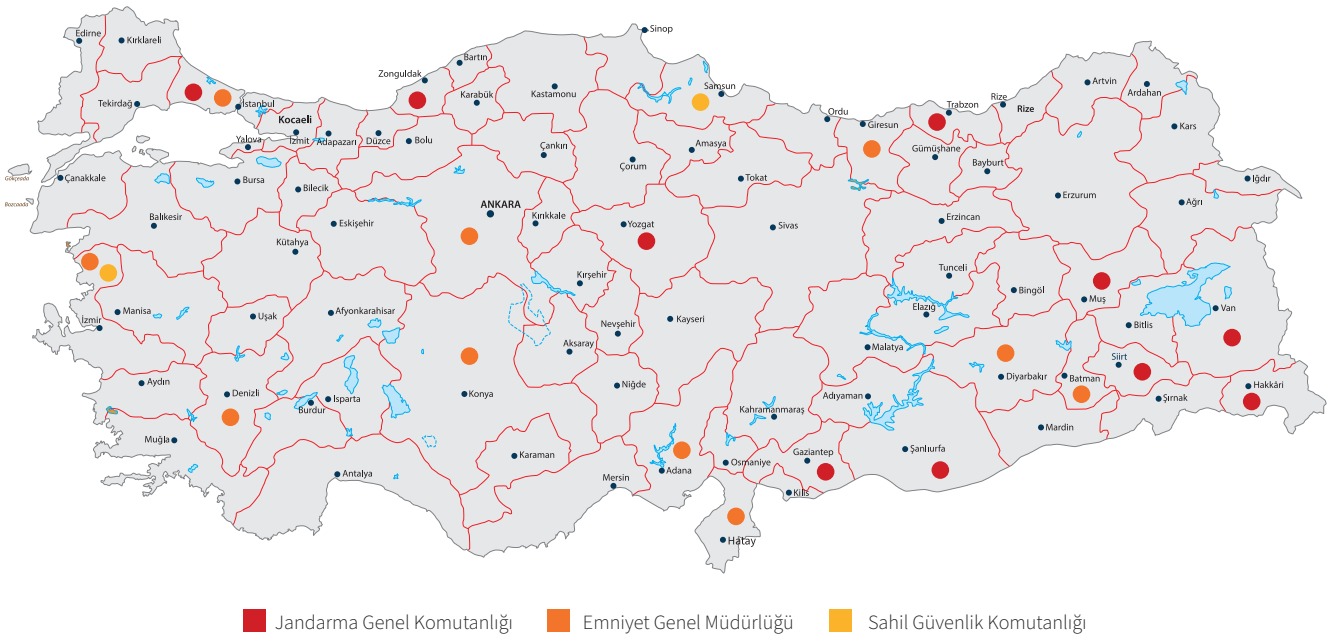 Sinop
Edirne
Kırklareli
Bartın
Zonguldak
Artvin
Ardahan
Samsun
Kastamonu
Karabük
Tekirdağ
İstanbul
Rize
Rize
Trabzon
Ordu
Giresun
Kocaeli
Kars
İzmit
Adapazarı
Düzce
Bolu
Yalova
Çankırı
Amasya
Gümüşhane
Çorum
Bayburt
Gökçeada
Çanakkale
Bursa
Bilecik
Tokat
Iğdır
Erzurum
Bozcaada
ANKARA
Ağrı
Balıkesir
Eskişehir
Kırıkkale
Yozgat
Sivas
Erzincan
Kütahya
Tunceli
Kırşehir
Bingöl
Muş
Manisa
Uşak
Afyonkarahisar
Elazığ
Van
İzmir
Nevşehir
Kayseri
Bitlis
Aksaray
Malatya
Siirt
Aydın
Diyarbakır
Batman
Niğde
Hakkâri
Denizli
Konya
Isparta
Burdur
Adıyaman
Şırnak
Kahramanmaraş
Mardin
Muğla
Karaman
Şanlıurfa
Gaziantep
Osmaniye
Antalya
Adana
Mersin
Kilis
Hatay
Jandarma Genel Komutanlığı
Emniyet Genel Müdürlüğü
Sahil Güvenlik Komutanlığı